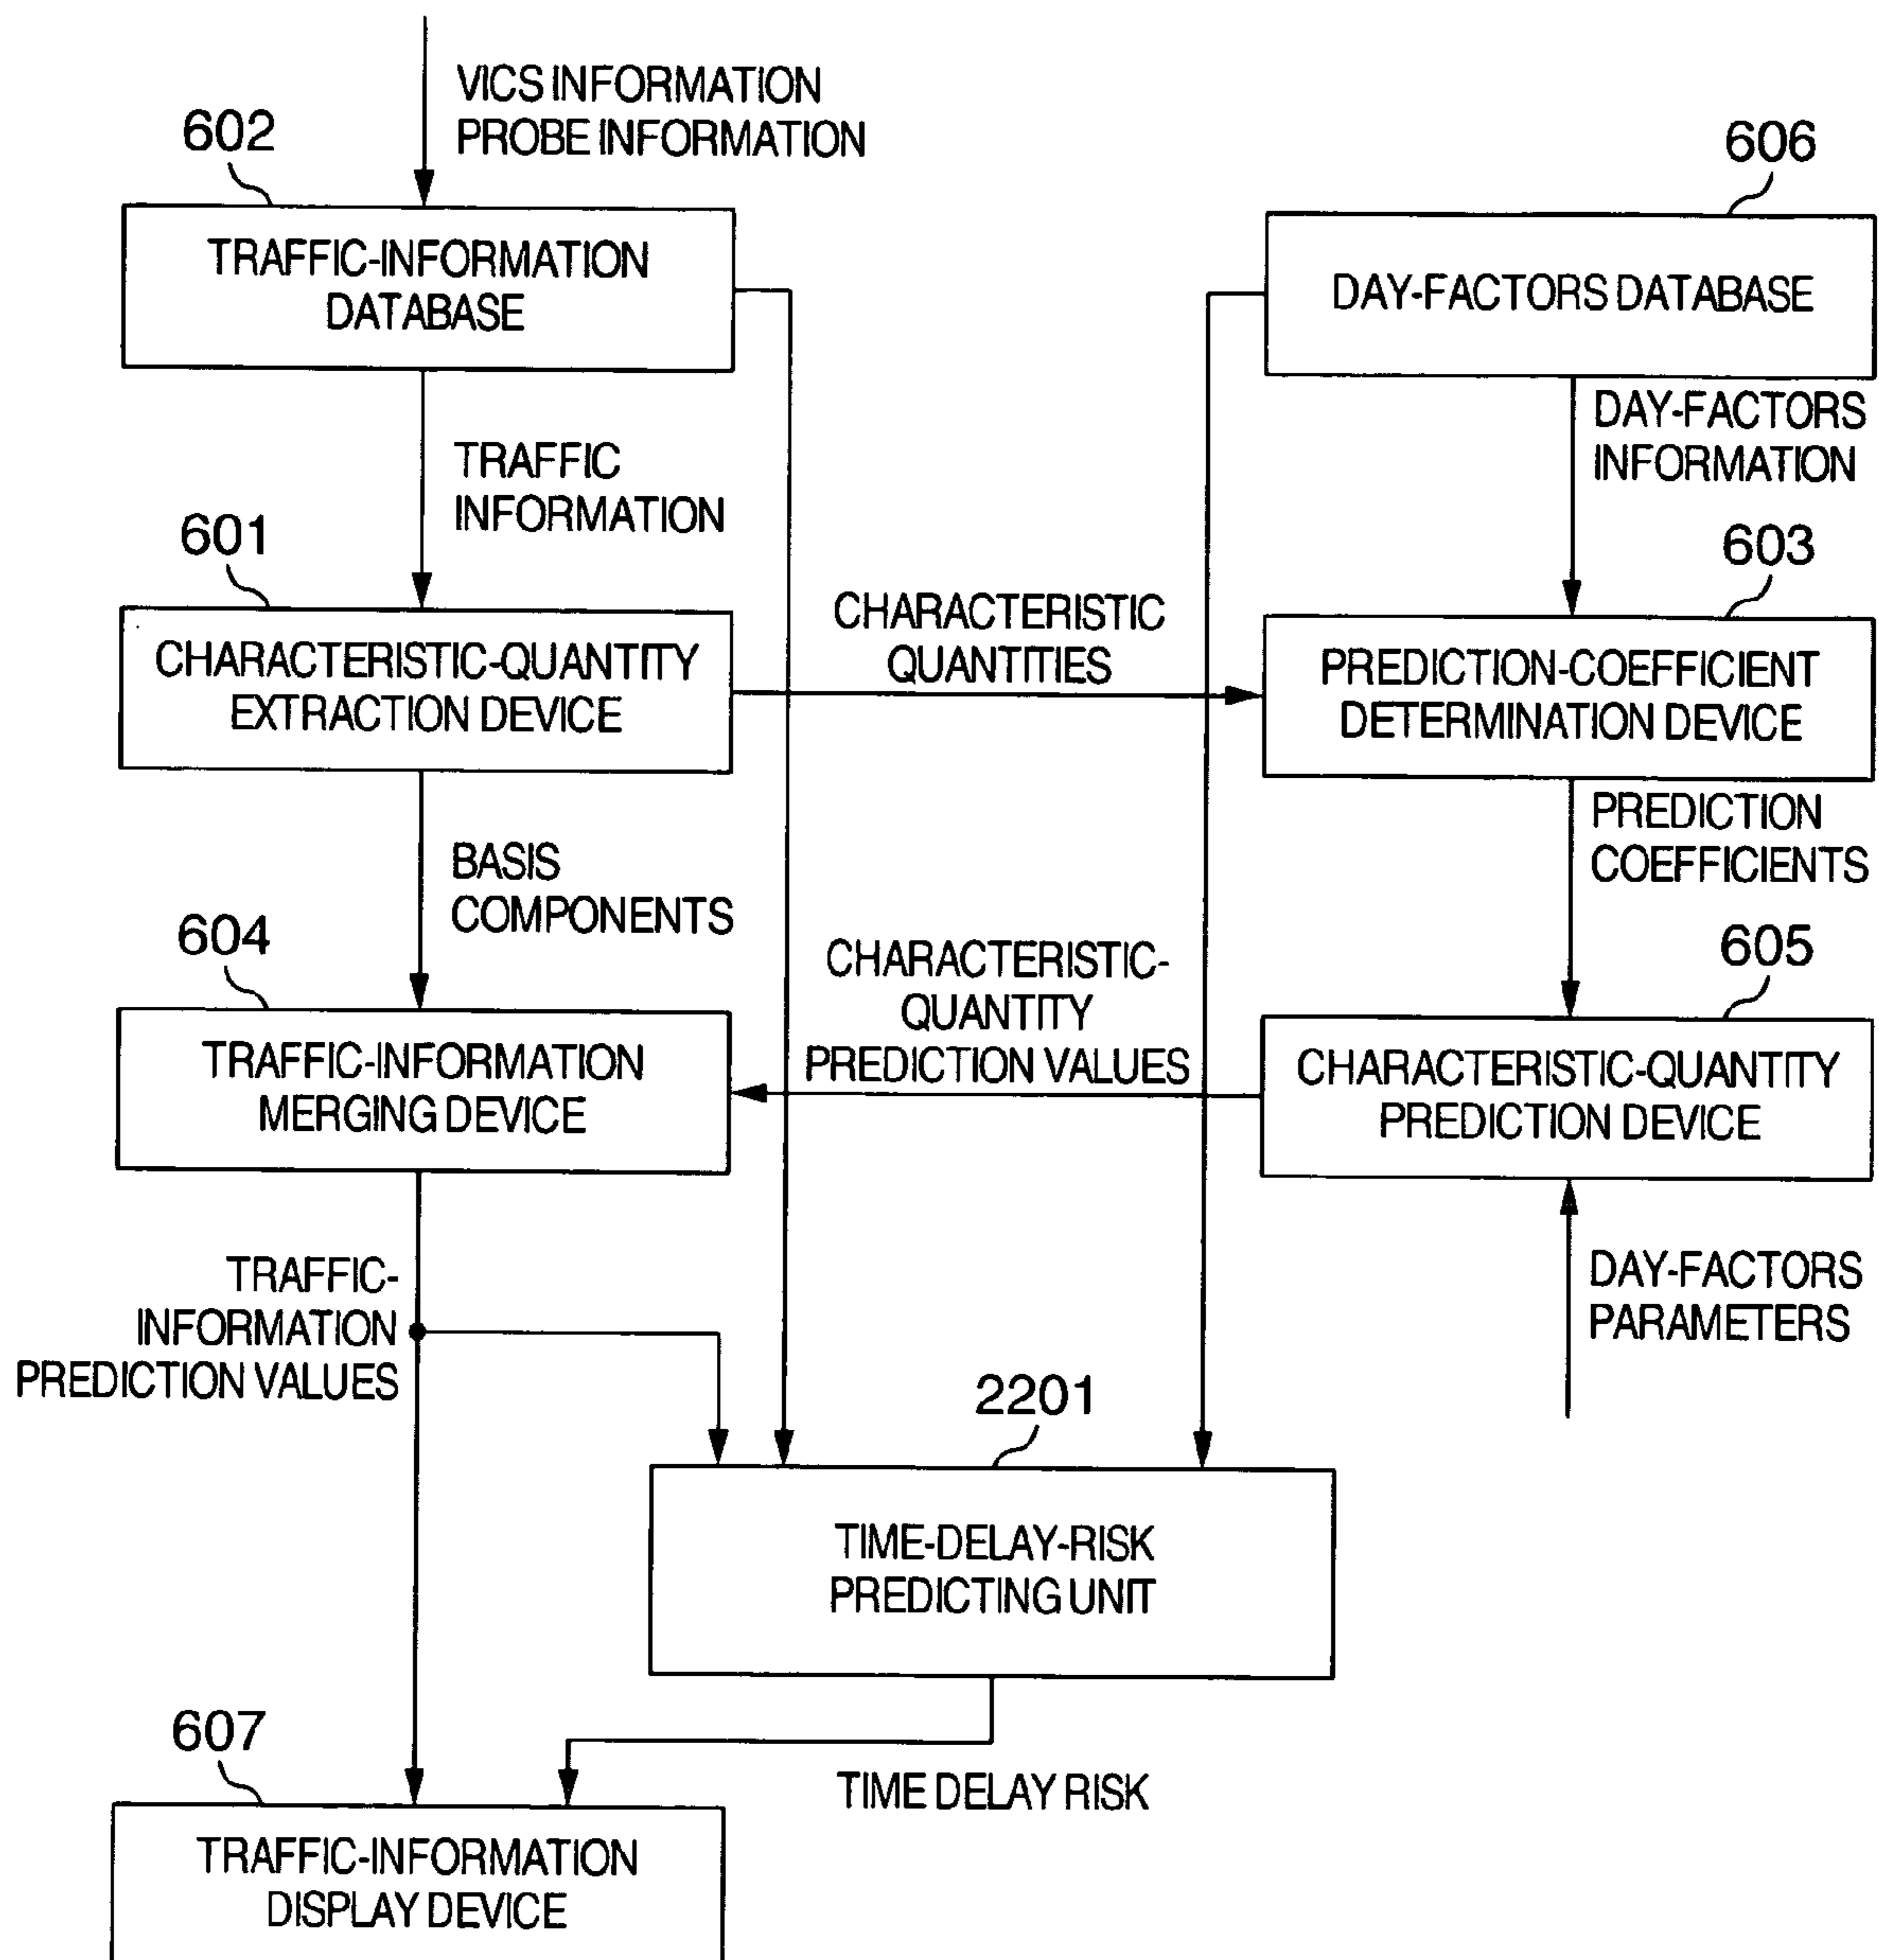 VICS INFORMATION
PROBE INFORMATION
602
606
TRAFFIC-INFORMATION
DATABASE
DAY-FACTORS DATABASE
DAY-FACTORS
INFORMATION
TRAFFIC
INFORMATION
601
603
CHARACTERISTIC
QUANTITIES
CHARACTERISTIC-QUANTITY
EXTRACTION DEVICE
PREDICTION-COEFFICIENT
DETERMINATION DEVICE
PREDICTION
COEFFICIENTS
BASIS
COMPONENTS
604
605
CHARACTERISTIC-
QUANTITY
PREDICTION VALUES
TRAFFIC-INFORMATION
MERGING DEVICE
CHARACTERISTIC-QUANTITY
PREDICTION DEVICE
TRAFFIC-
INFORMATION
PREDICTION VALUES
DAY-FACTORS
PARAMETERS
2201
TIME-DELAY-RISK
PREDICTING UNIT
607
TIME DELAY RISK
TRAFFIC-INFORMATION
DISPLAY DEVICE